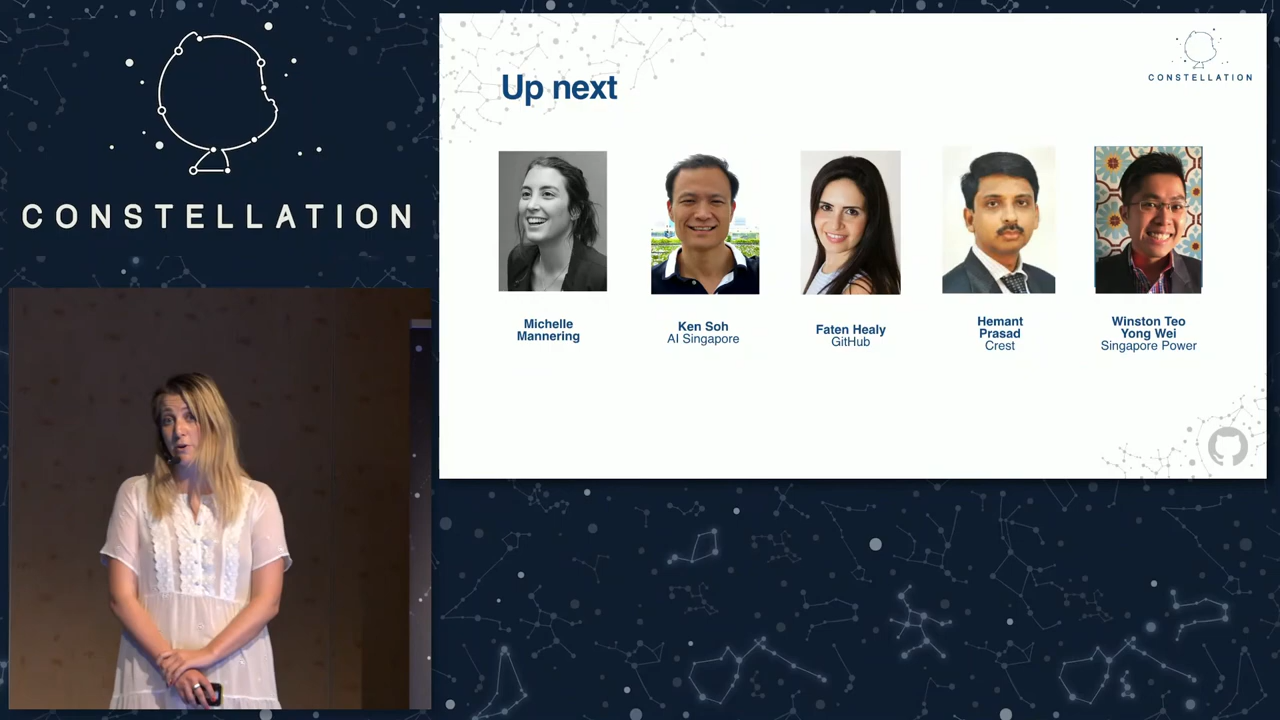 CONSTELLATION
CONSTELLATION
Up next
Michelle
Mannering
Ken Soh
AI Singapore
Faten Healy
GitHub
Hemant
Prasad
Crest
Winston Teo
Yong Wei
Singapore Power